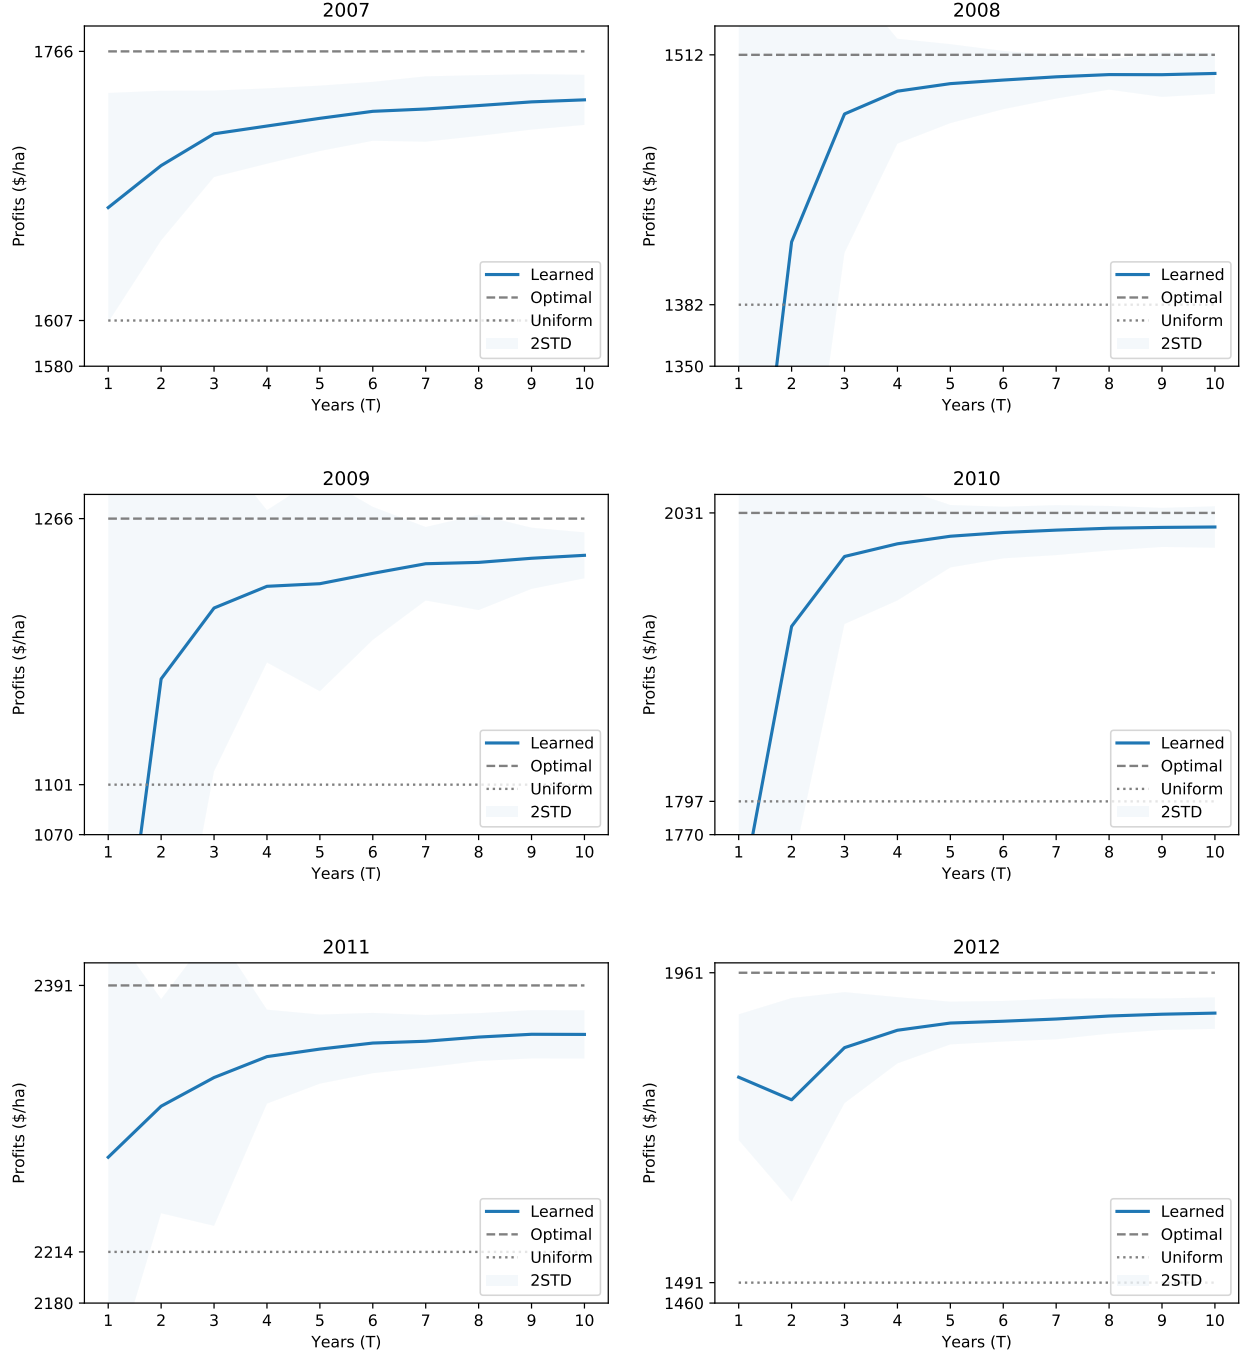 2007
1766
1607
1580
Profits ($/ha)
Learned
Optimal
Uniform
2STD
1 2 3 4 5 6 7 8 9 10
Years (T)
2008
1512
1382
1350
Profits ($/ha)
Learned
Optimal
Uniform
2STD
1 2 3 4 5 6 7 8 9 10
Years (T)
2009
1266
1101
1070
Profits ($/ha)
Learned
Optimal
Uniform
2STD
1 2 3 4 5 6 7 8 9 10
Years (T)
2010
2031
1797
1770
Profits ($/ha)
Learned
Optimal
Uniform
2STD
1 2 3 4 5 6 7 8 9 10
Years (T)
2011
2391
2214
2180
Profits ($/ha)
Learned
Optimal
Uniform
2STD
1 2 3 4 5 6 7 8 9 10
Years (T)
2012
1961
1491
1460
Profits ($/ha)
Learned
Optimal
Uniform
2STD
1 2 3 4 5 6 7 8 9 10
Years (T)